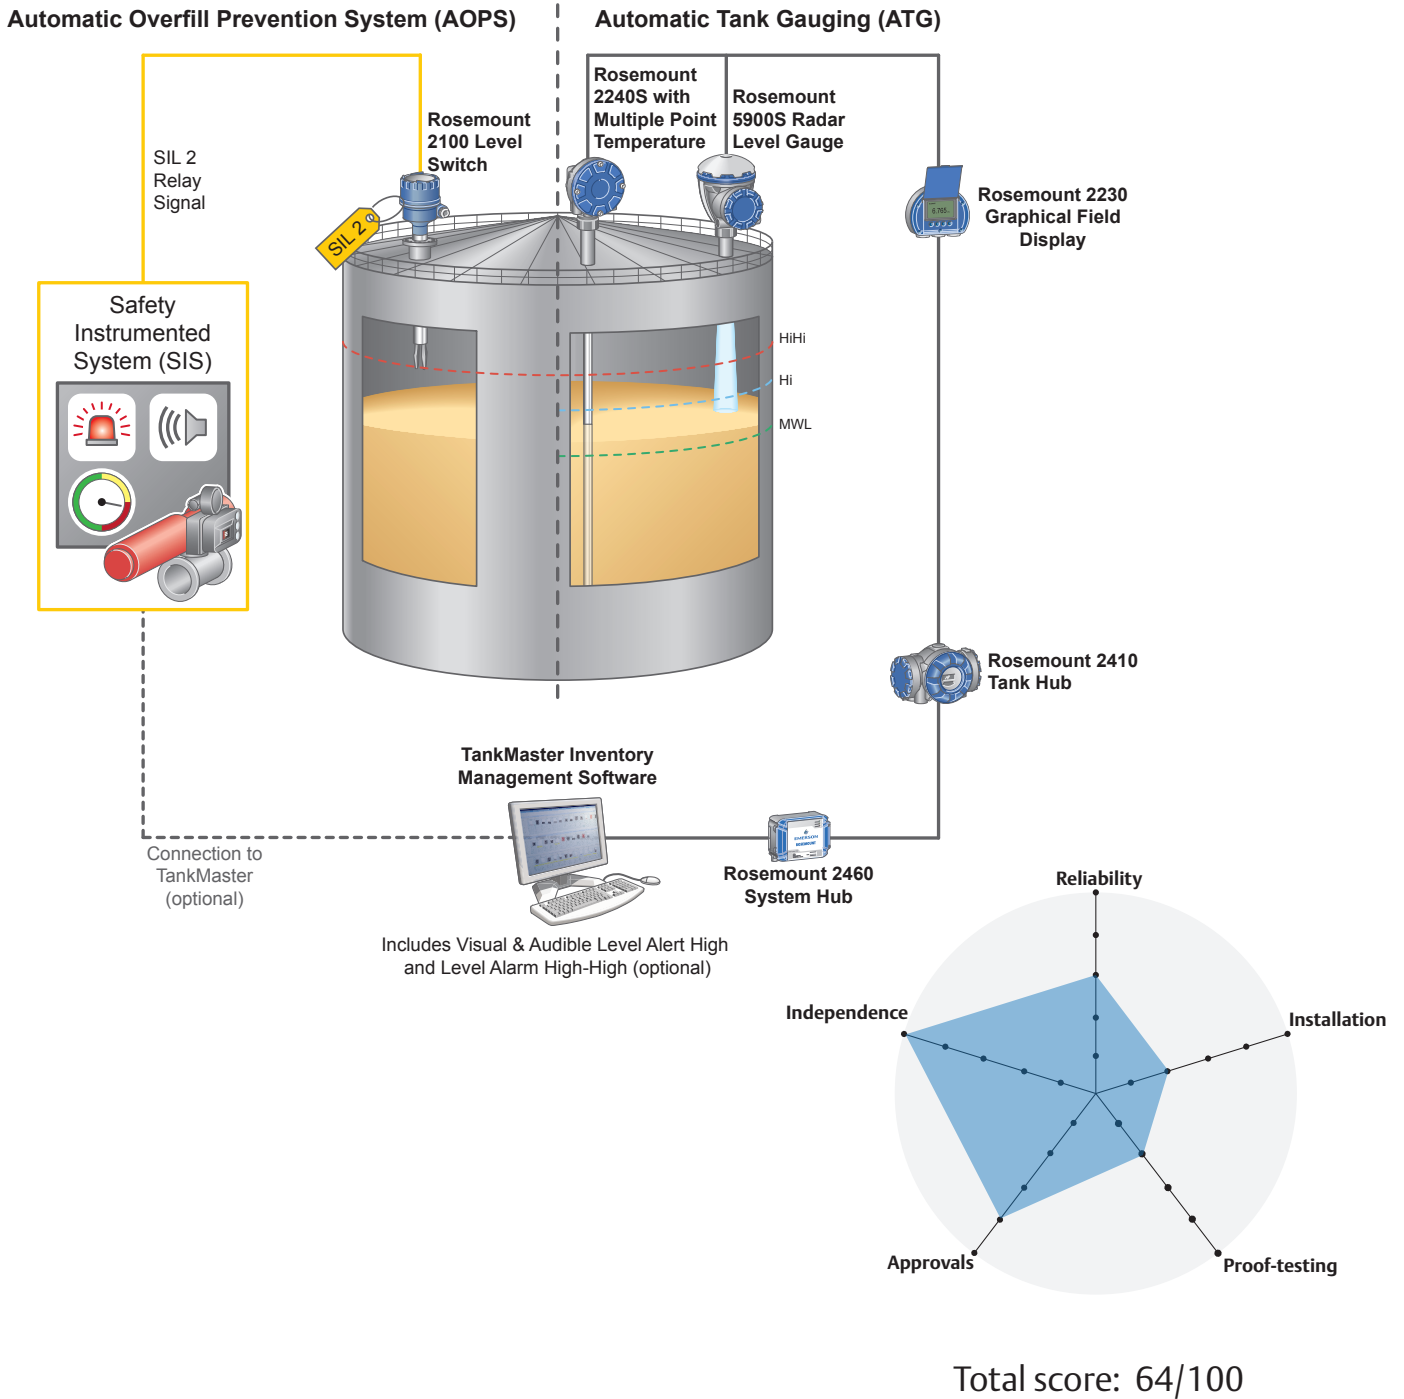 Automatic Overfill Prevention System (AOPS)
Automatic Tank Gauging (ATG)
Rosemount
2100 Level
Switch
Rosemount
2240S with
Multiple Point
Temperature
Rosemount
5900S Radar
Level Gauge
SIL 2
Relay
Signal
SIL 2
Rosemount 2230
Graphical Field
Display
Safety
Instrumented
System (SIS)
HiHi
Hi
MWL
Rosemount 2410
Tank Hub
TankMaster Inventory
Management Software
Connection to
TankMaster
(optional)
EMERSON
Rosemount 2460
System Hub
Includes Visual & Audible Level Alert High
and Level Alarm High-High (optional)
Reliability
Independence
Installation
Approvals
Proof-testing
Total score: 64/100